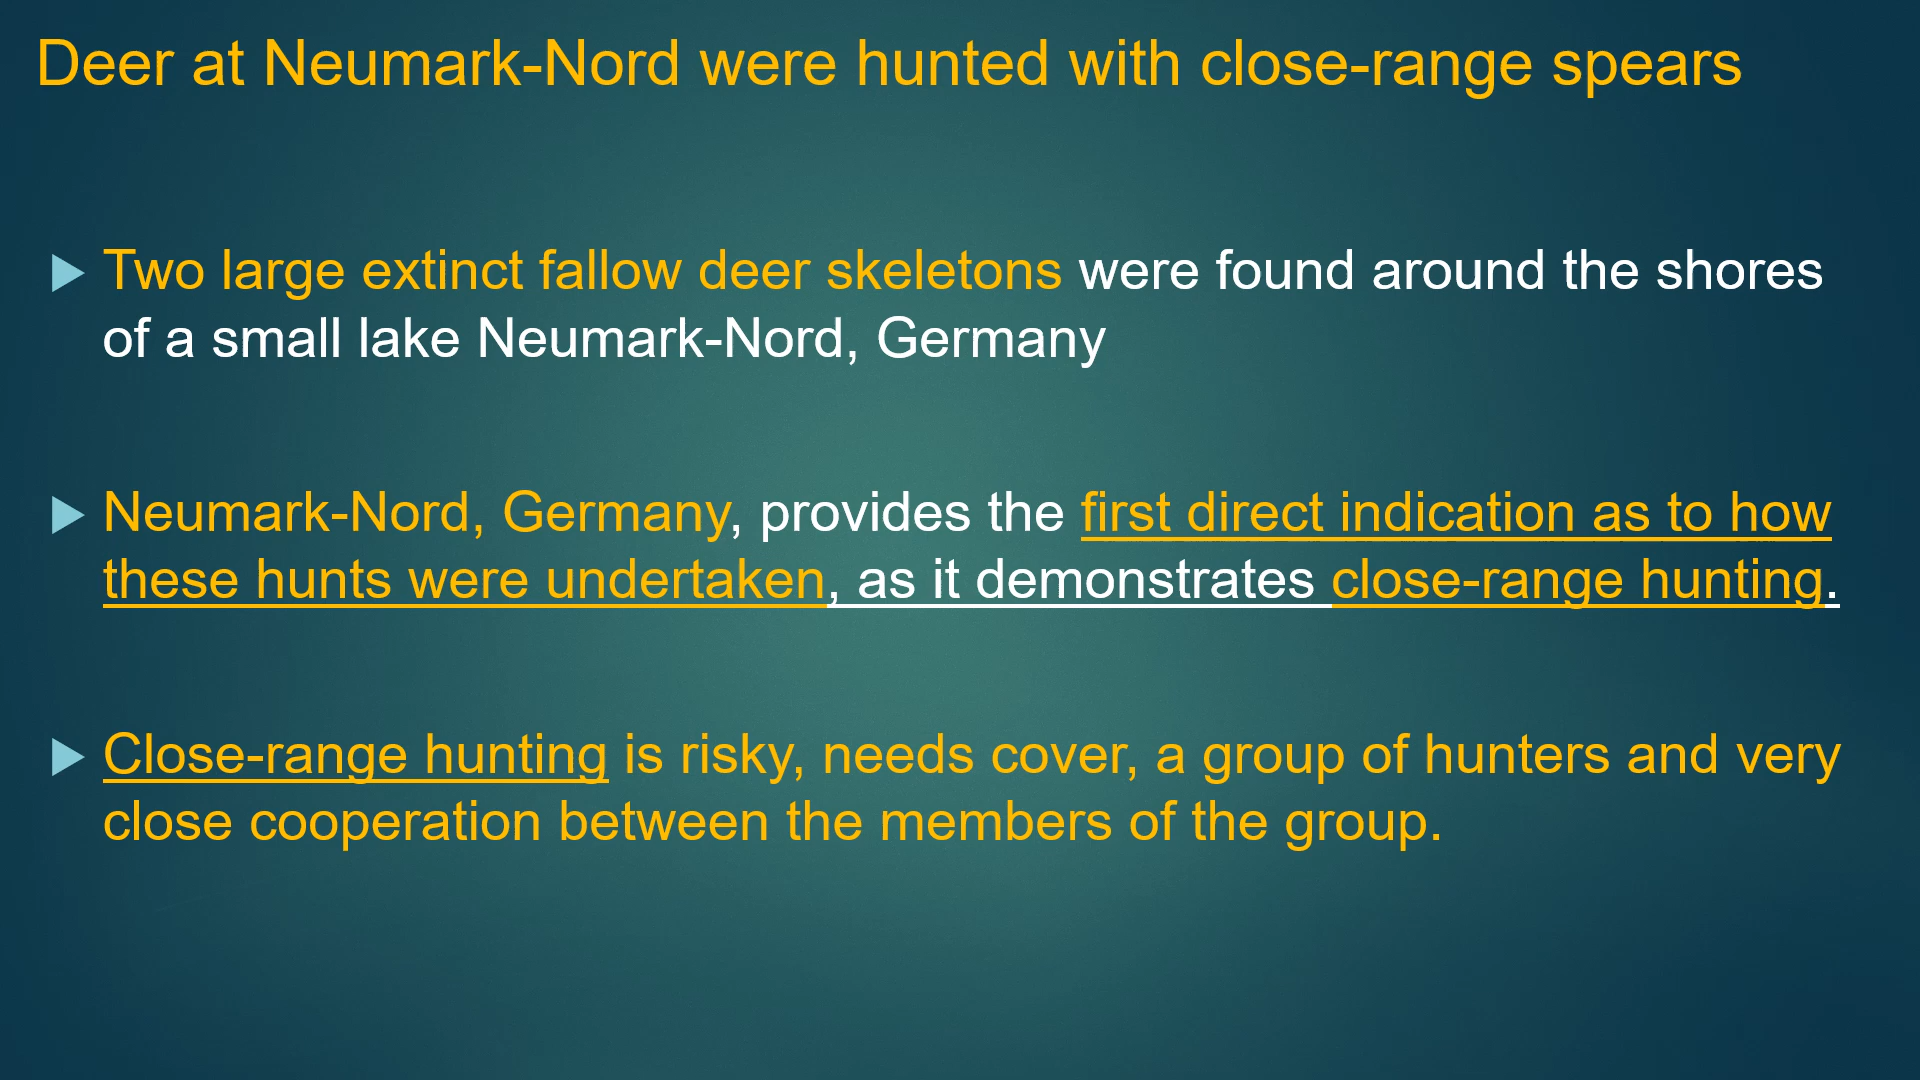 Deer at Neumark-Nord were hunted with close-range spears
Two large extinct fallow deer skeletons were found around the shores
of a small lake Neumark-Nord, Germany
Neumark-Nord, Germany, provides the first direct indication as to how
these hunts were undertaken, as it demonstrates close-range hunting.
Close-range hunting is risky, needs cover, a group of hunters and very
close cooperation between the members of the group.